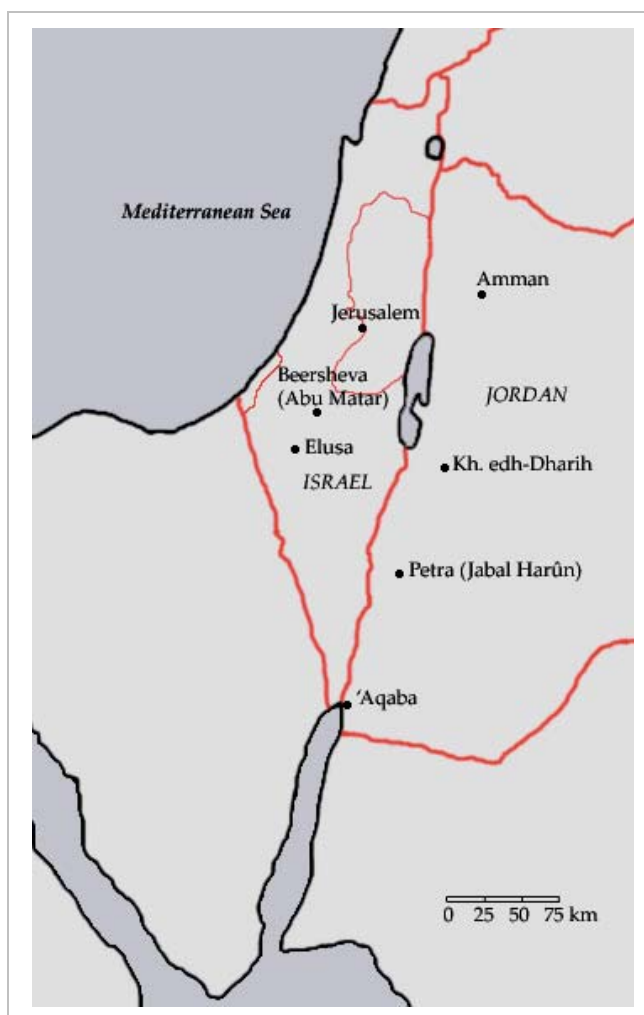 Mediterranean Sea
Amman
Jerusalem
Beersheva
(Abu Matar)
JORDAN
Elusa
Kh. edh-Dharih
ISRAEL
Petra (Jabal Harûn)
‘Aqaba
0 25 50 75 km